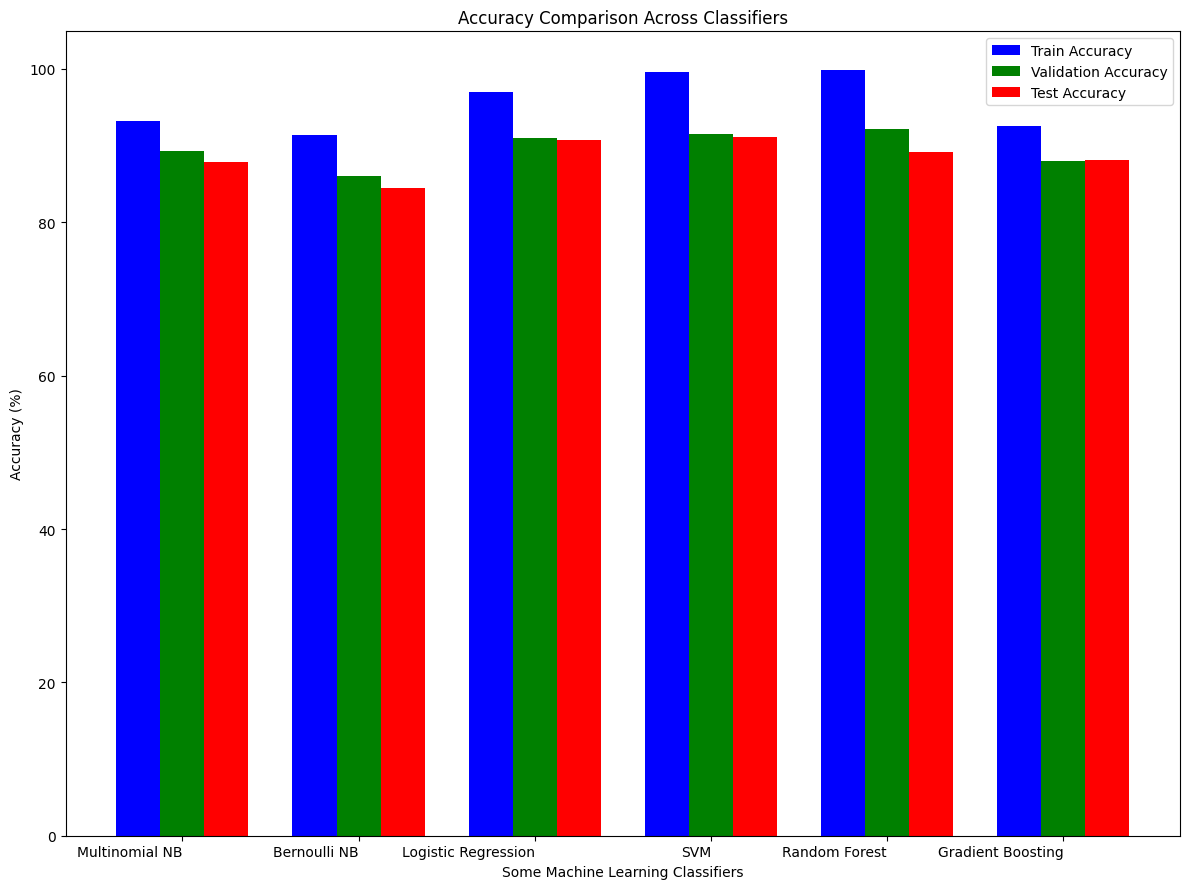 Accuracy Comparison Across Classifiers
Train Accuracy
Validation Accuracy
Test Accuracy
Accuracy (%)
100
80
60
40
20
0
Multinomial NB Bernoulli NB Logistic Regression SVM Random Forest Gradient Boosting
Some Machine Learning Classifiers